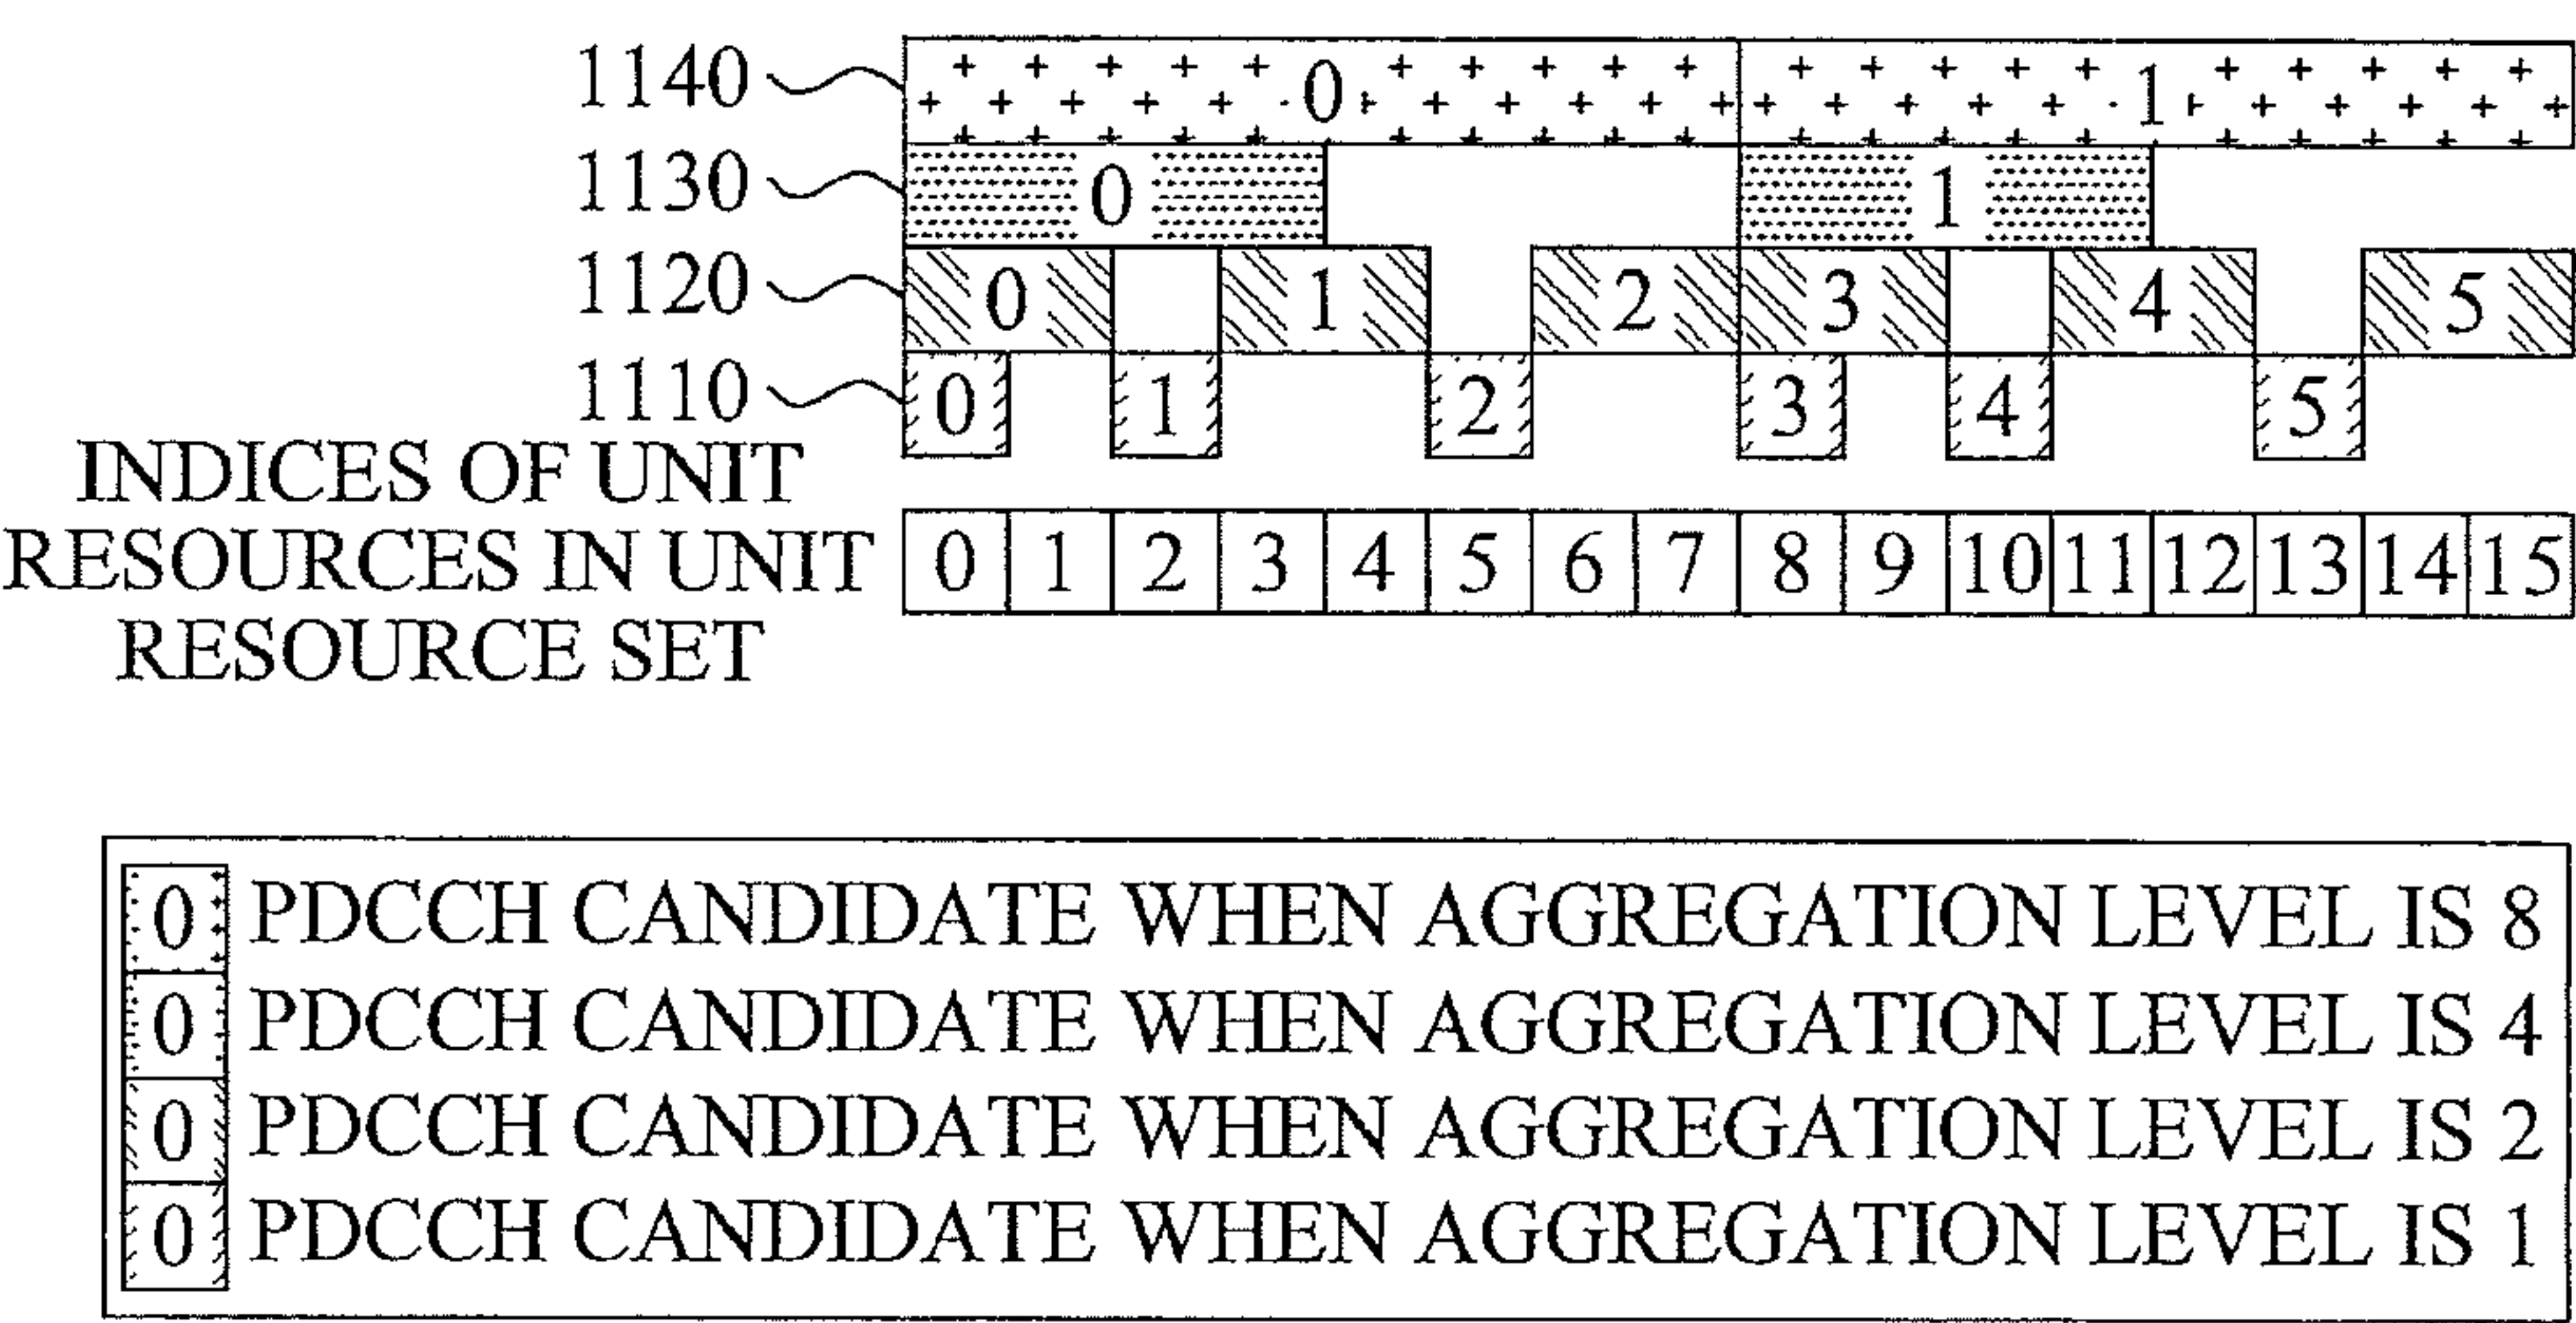 1140 0 1
1130 0 1
1120 0 1 2 3 4 5
1110 0 1 2 3 4 5
INDICES OF UNIT
RESOURCES IN UNIT 0 1 2 3 4 5 6 7 8 9 10 11 12 13 14 15
RESOURCE SET
0 PDCCH CANDIDATE WHEN AGGREGATION LEVEL IS 8
0 PDCCH CANDIDATE WHEN AGGREGATION LEVEL IS 4
0 PDCCH CANDIDATE WHEN AGGREGATION LEVEL IS 2
0 PDCCH CANDIDATE WHEN AGGREGATION LEVEL IS 1